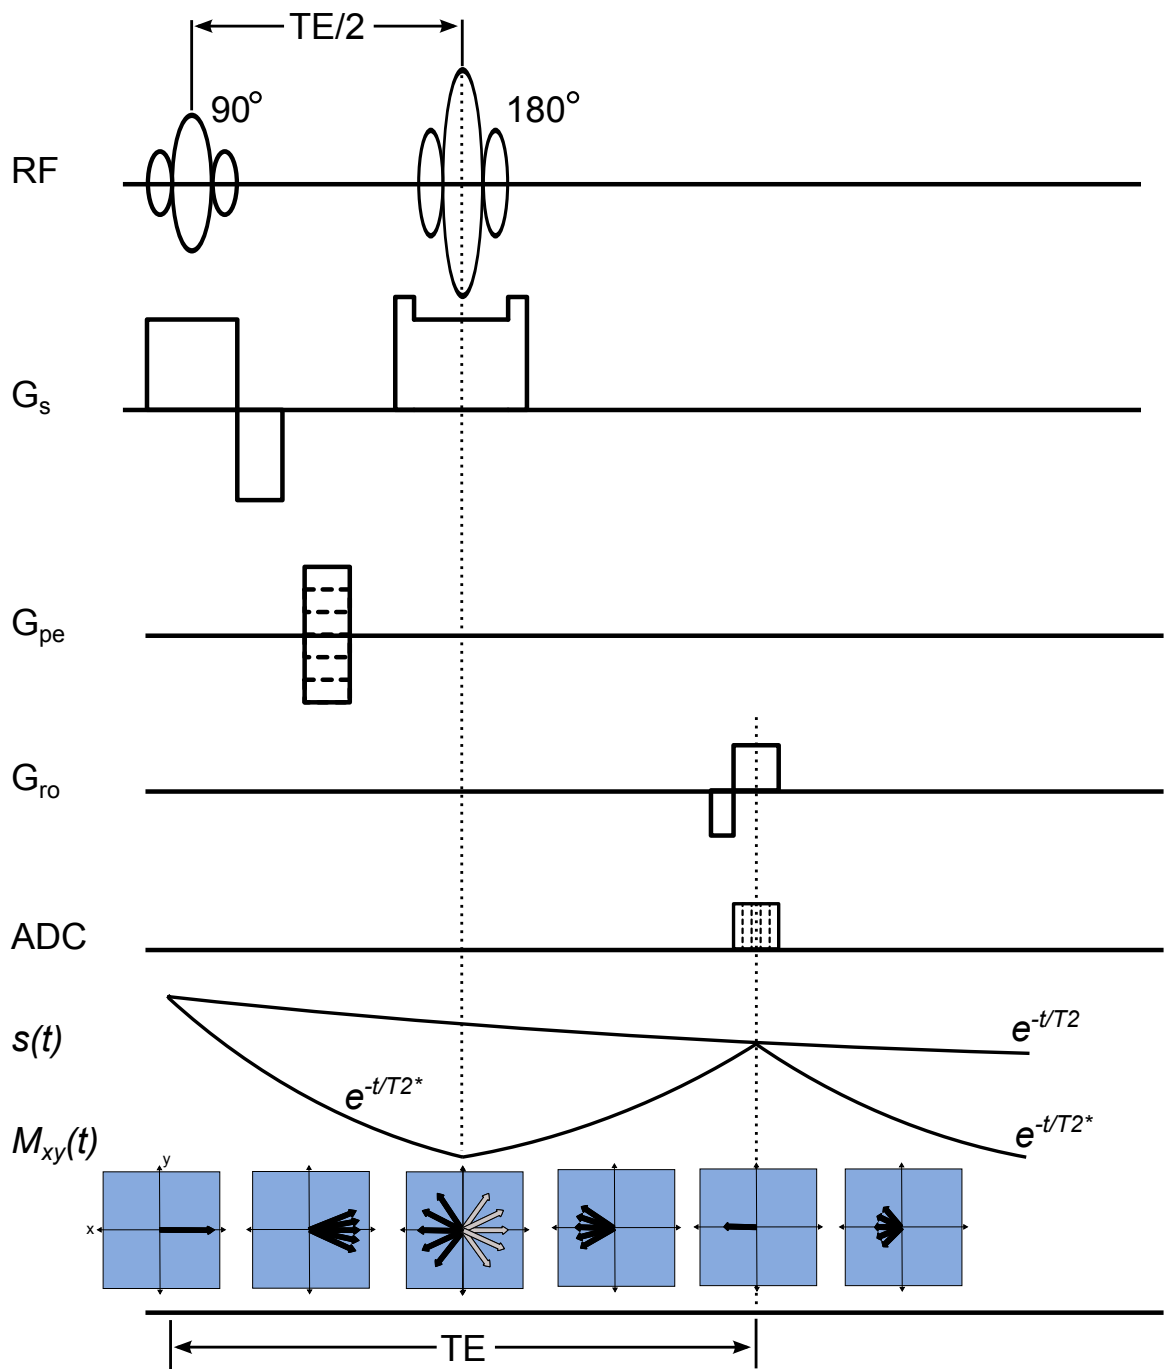 TE/2
90°
180°
RF
Gs
Gpe
Gro
ADC
s(t)
e-t/T2
e-t/T2*
Mxy(t)
e-t/T2*
y
x
TE